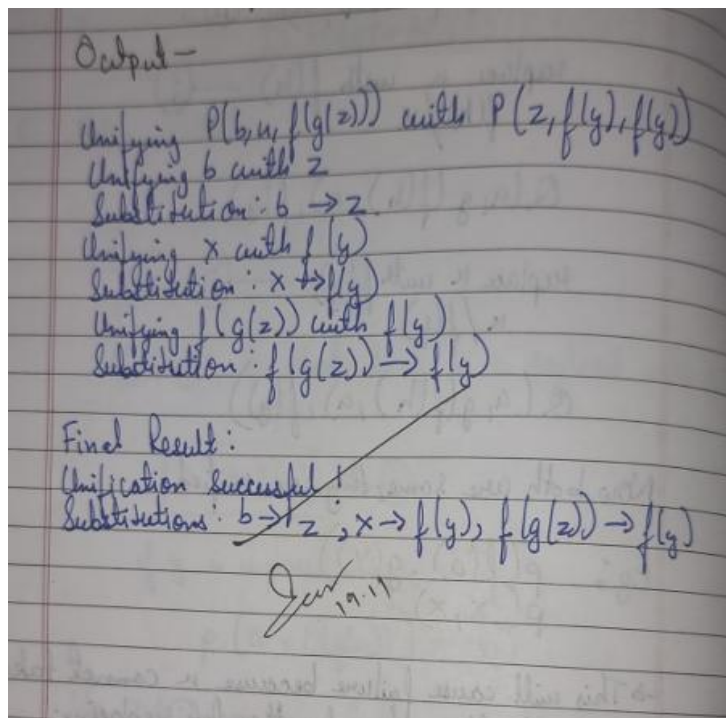 Output—
Unifying P(b,x,f(g(z))) with P(z,f(y),f(y))
Unifying b with z
Substitution: b → z
Unifying x with f(y)
Substitution: x → f(y)
Unifying f(g(z)) with f(y)
Substitution: f(g(z)) → f(y)
Final Result:
Unification Successful!
Substitutions: b → z, x → f(y), f(g(z)) → f(y)
19.11